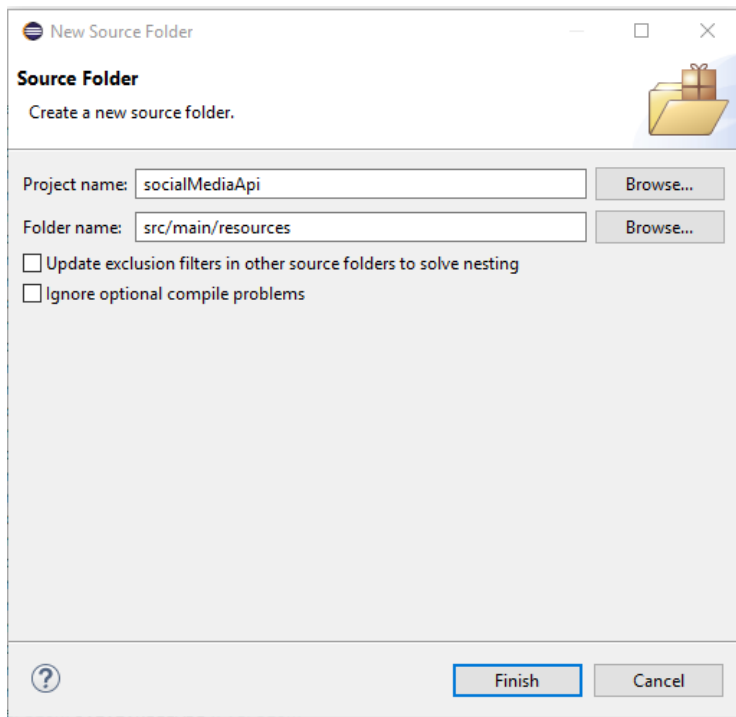 New Source Folder
Source Folder
Create a new source folder.
Project name: socialMediaApi Browse...
Folder name: src/main/resources Browse...
Update exclusion filters in other source folders to solve nesting
Ignore optional compile problems
? Finish Cancel